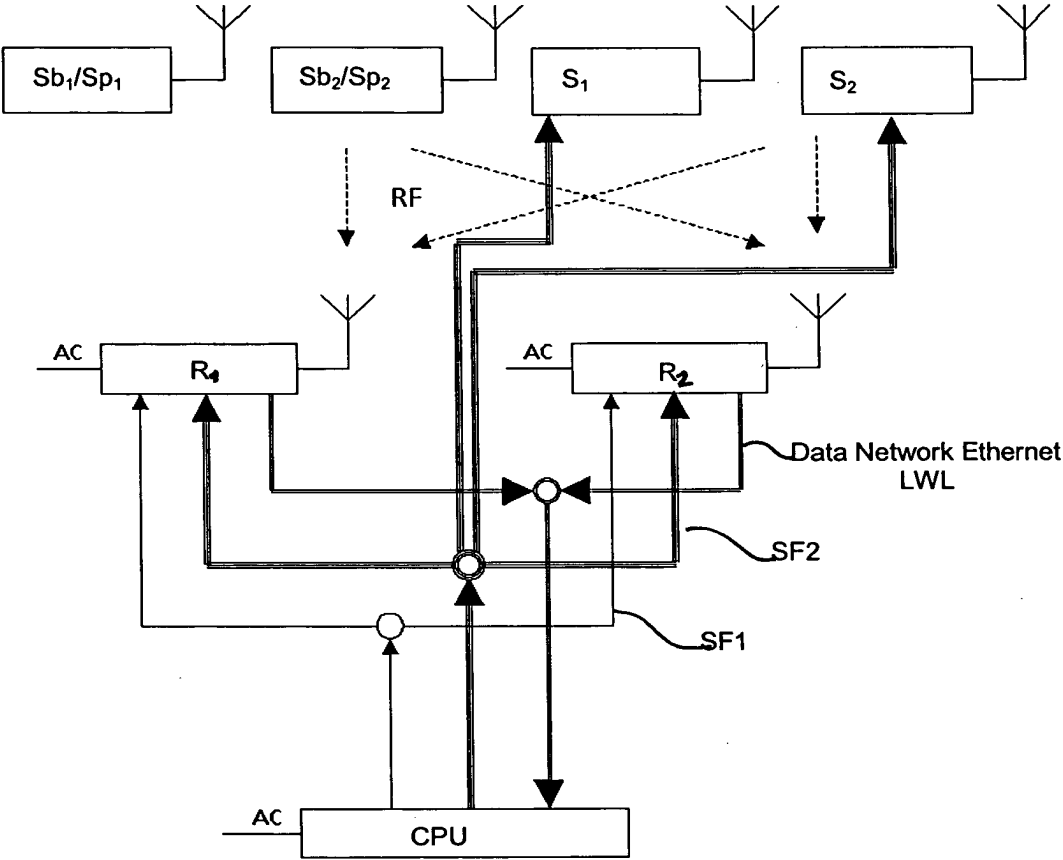 Sb₁/Sp₁
Sb₂/Sp₂
S₁
S₂
RF
AC
R₁
AC
R₂
Data Network Ethernet
LWL
SF2
SF1
AC
CPU